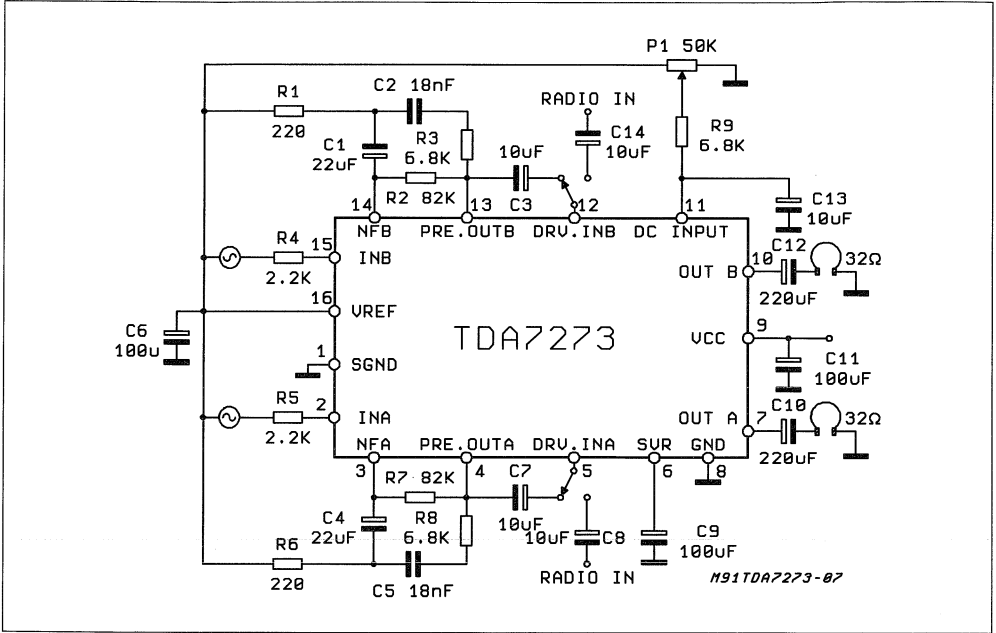 P1 50K
C2 18nF
RADIO IN
R1
220
C1
22uF
R3
6.8K
10uF
C14
10uF
R9
6.8K
R2 82K
C3
C13
10uF
14
13
12
11
NFB
PRE.OUTB
DRV.INB
DC INPUT
R4
2.2K
15
INB
OUT B
10
C12
220uF
32Ω
16
VREF
C6
100u
TDA7273
VCC
9
C11
100uF
1
SGND
R5
2.2K
2
INA
OUT A
7
C10
220uF
32Ω
NFA
PRE.OUTA
DRV.INA
SVR
GND
3
4
5
6
8
R7 82K
C7
10uF
C4
22uF
R8
6.8K
10uF
C8
C9
100uF
R6
220
C5 18nF
RADIO IN
M91TDA7273-07